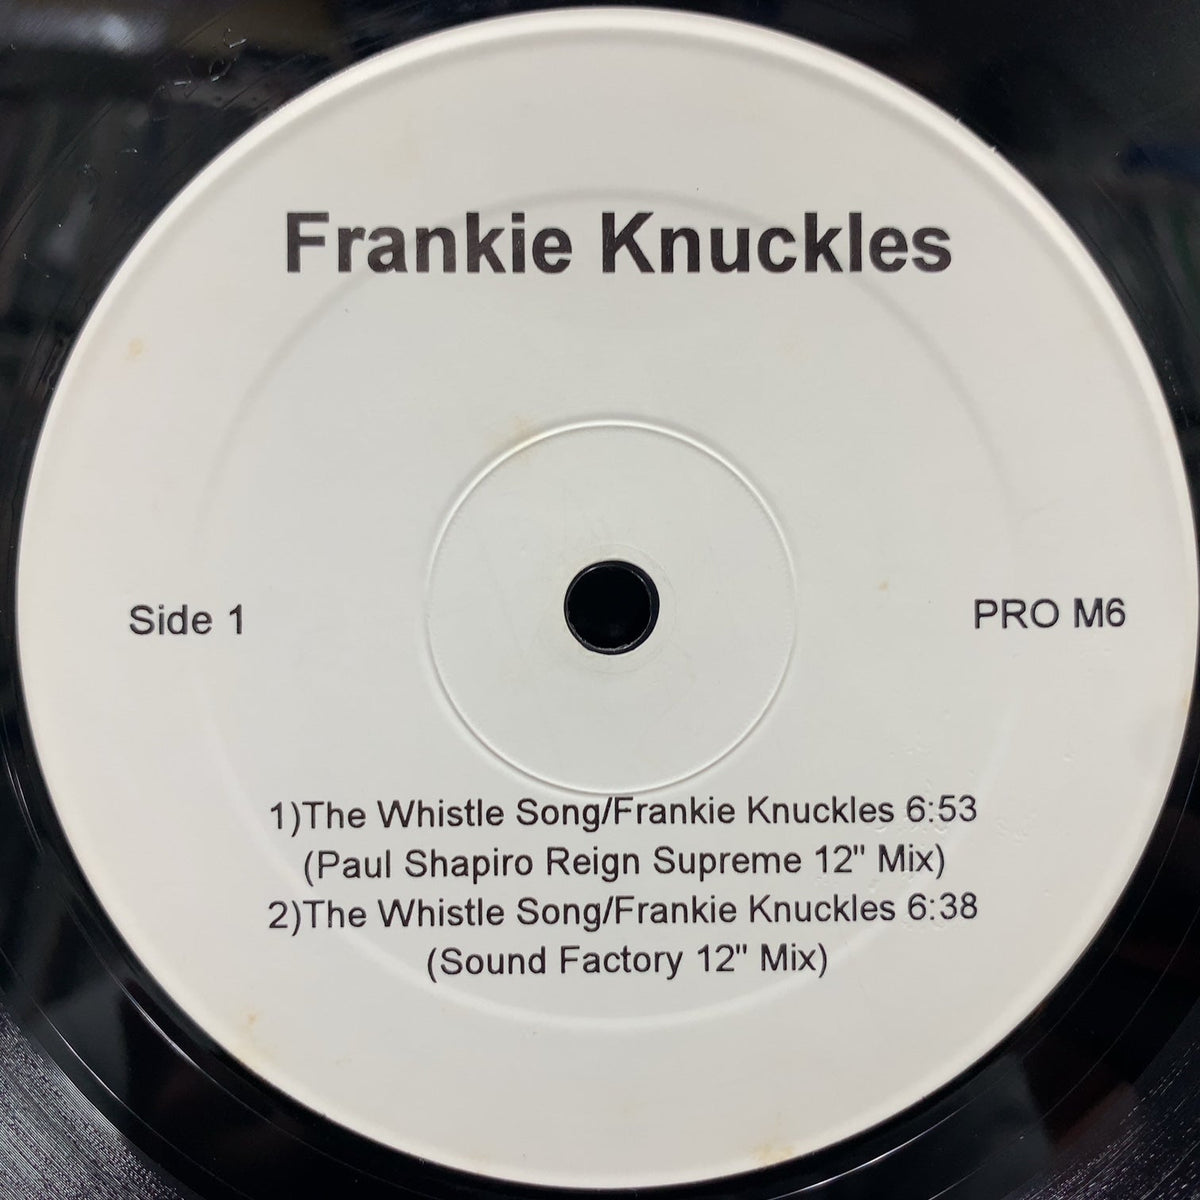 Frankie Knuckles
Side 1
PRO M6
1)The Whistle Song/Frankie Knuckles 6:53
(Paul Shapiro Reign Supreme 12" Mix)
2)The Whistle Song/Frankie Knuckles 6:38
(Sound Factory 12" Mix)